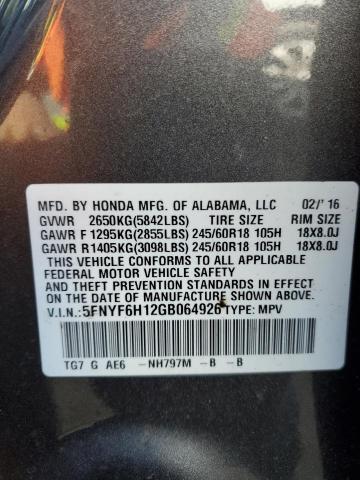 MFD. BY HONDA MFG. OF ALABAMA, LLC 02/'16
GVWR 2650KG(5842LBS) TIRE SIZE RIM SIZE
GAWR F 1295KG(2855LBS) 245/60R18 105H 18X8.0J
GAWR R 1405KG(3098LBS) 245/60R18 105H 18X8.0J
THIS VEHICLE CONFORMS TO ALL APPLICABLE
FEDERAL MOTOR VEHICLE SAFETY
AND THEFT PREVENTION STANDARDS IN EFFECT
ON THE DATE OF MANUFACTURE SHOWN ABOVE.
V.I.N.:5FNYF6H12GB064926 TYPE: MPV
TG7 G AE6 -NH797M -B -B